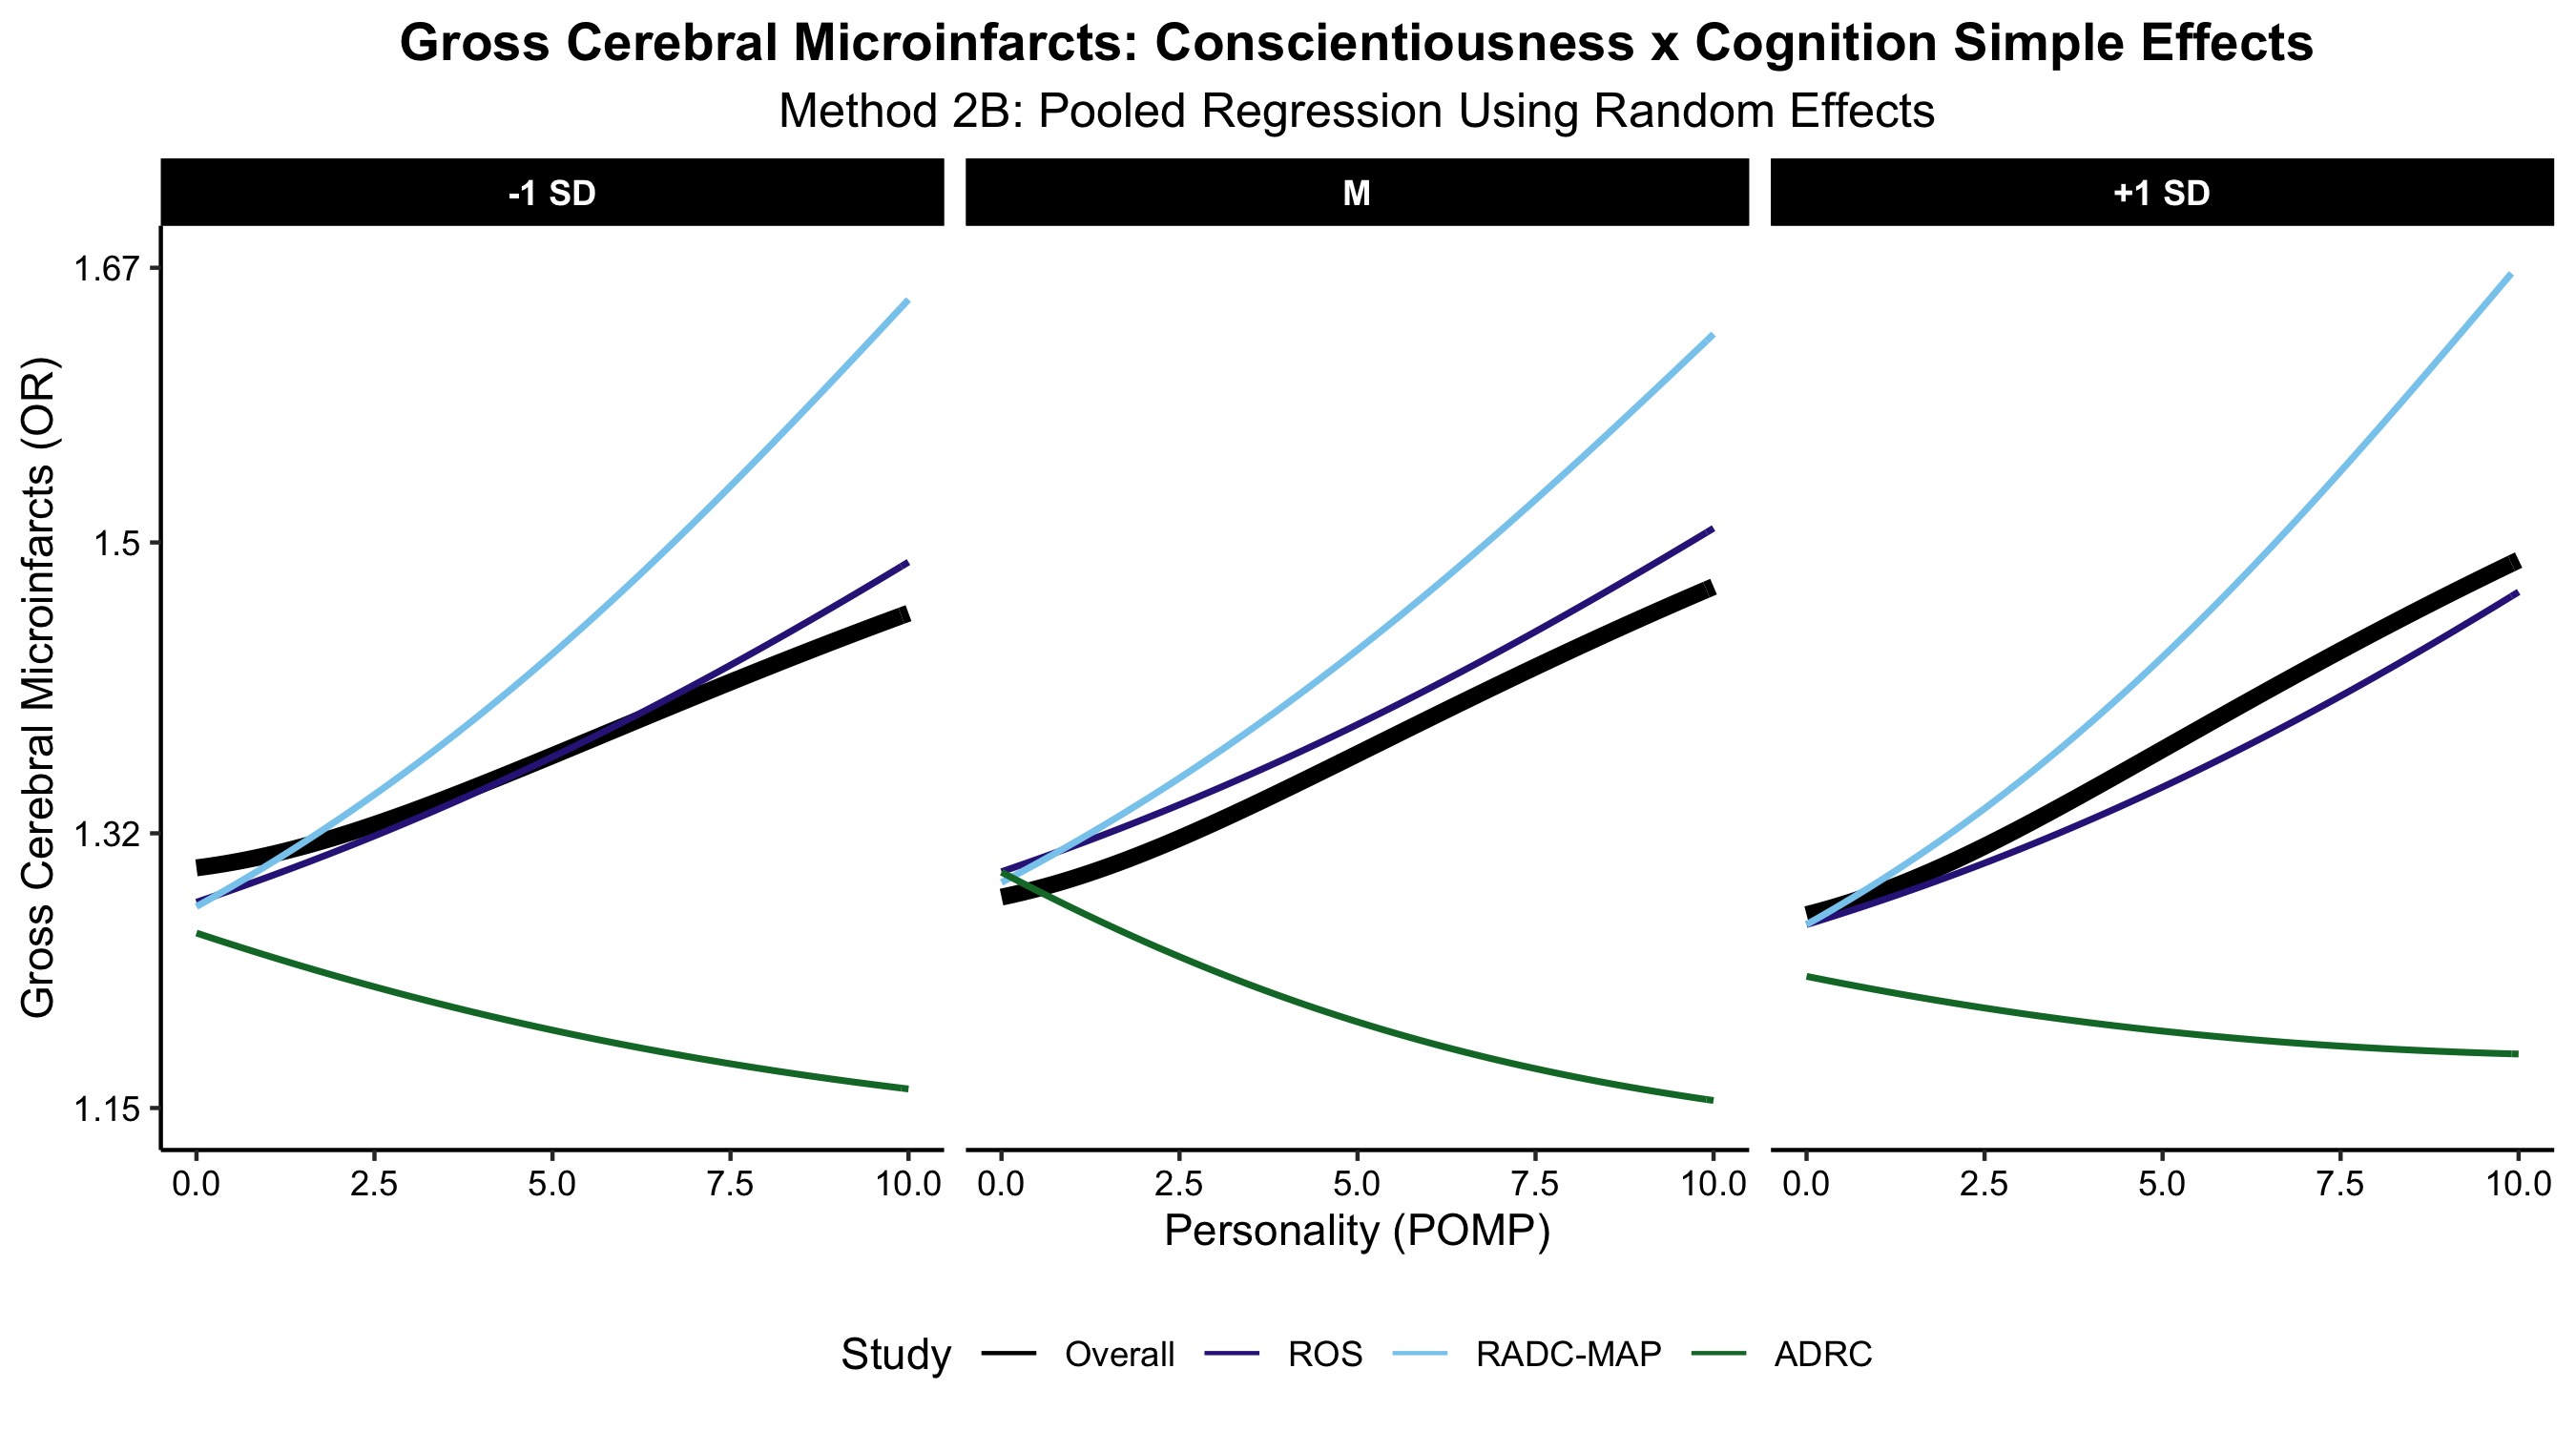 Gross Cerebral Microinfarcts: Conscientiousness x Cognition Simple Effects
Method 2B: Pooled Regression Using Random Effects
-1 SD
M
+1 SD
Gross Cerebral Microinfarcts (OR)
1.67
1.5
1.32
1.15
0.0 2.5 5.0 7.5 10.0
0.0 2.5 5.0 7.5 10.0
0.0 2.5 5.0 7.5 10.0
Personality (POMP)
Study Overall ROS RADC-MAP ADRC